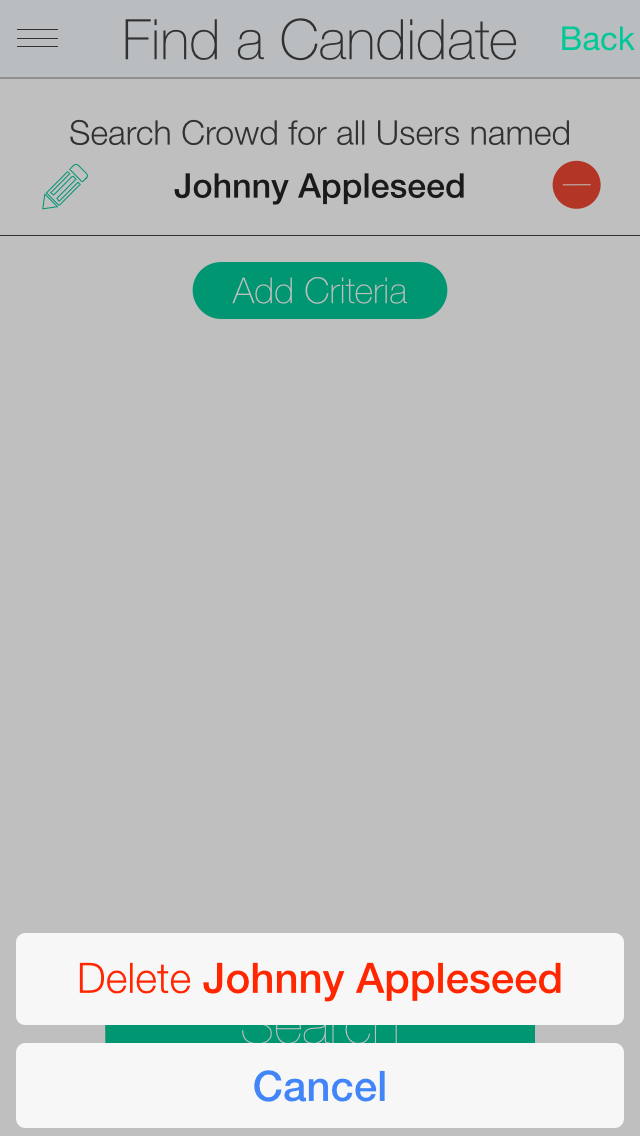 Find a Candidate
Back
Search Crowd for all Users named
Johnny Appleseed
Add Criteria
Delete Johnny Appleseed
Search
Cancel